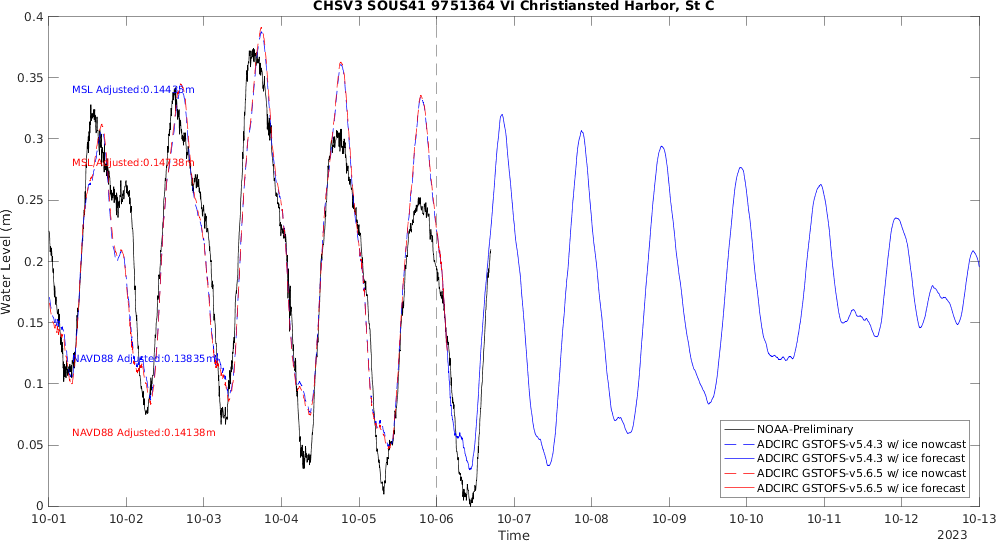 CHSV3 SOUS41 9751364 VI Christiansted Harbor, St C
0.4
0.35
0.3
0.25
0.2
0.15
0.1
0.05
0
Water Level (m)
MSL Adjusted:0.14435m
MSL Adjusted:0.14738m
NAVD88 Adjusted:0.13835m
NAVD88 Adjusted:0.14138m
NOAA-Preliminary
ADCIRC GSTOFS-v5.4.3 w/ ice nowcast
ADCIRC GSTOFS-v5.4.3 w/ ice forecast
ADCIRC GSTOFS-v5.6.5 w/ ice nowcast
ADCIRC GSTOFS-v5.6.5 w/ ice forecast
10-01 10-02 10-03 10-04 10-05 10-06 10-07 10-08 10-09 10-10 10-11 10-12 10-13
Time
2023